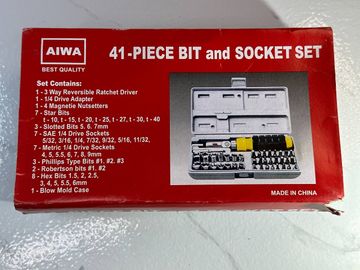 AIWA
BEST QUALITY
41-PIECE BIT and SOCKET SET
Set Contains:
1 - 3 Way Reversible Ratchet Driver
1 - 1/4 Drive Adapter
1 - 4 Magnetic Nutsetters
7 - Star Bits
t - 10, t - 15, t - 20, t - 25, t - 27, t - 30, t - 40
3 - Slotted Bits 5. 6. 7mm
7 - SAE 1/4 Drive Sockets
5/32, 3/16, 1/4, 7/32, 9/32, 5/16, 11/32,
7 - Metric 1/4 Drive Sockets
4, 5, 5.5, 6, 7, 8, 9mm
3 - Phillips Type Bits #1. #2. #3
2 - Robertson bits #1. #2
8 - Hex Bits 1.5, 2, 2.5,
3, 4, 5, 5.5, 6mm
1 - Blow Mold Case
MADE IN CHINA